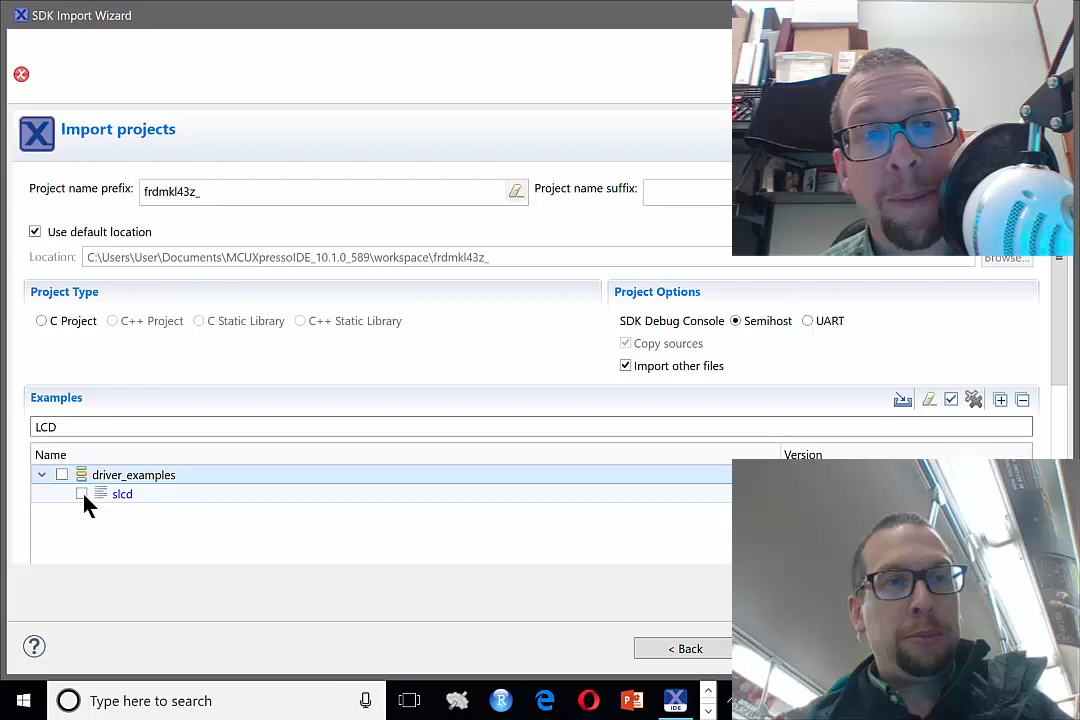 SDK Import Wizard
Import projects
Project name prefix: frdmkl43z_ Project name suffix:
Use default location
Location: C:\Users\User\Documents\MCUXpressoIDE_10.1.0_589\workspace\frdmkl43z_ Browse...
Project Type Project Options
C Project C++ Project C Static Library C++ Static Library SDK Debug Console Semihost UART
Copy sources
Import other files
Examples
LCD
Name Version
driver_examples
slcd
< Back
Type here to search
IDE